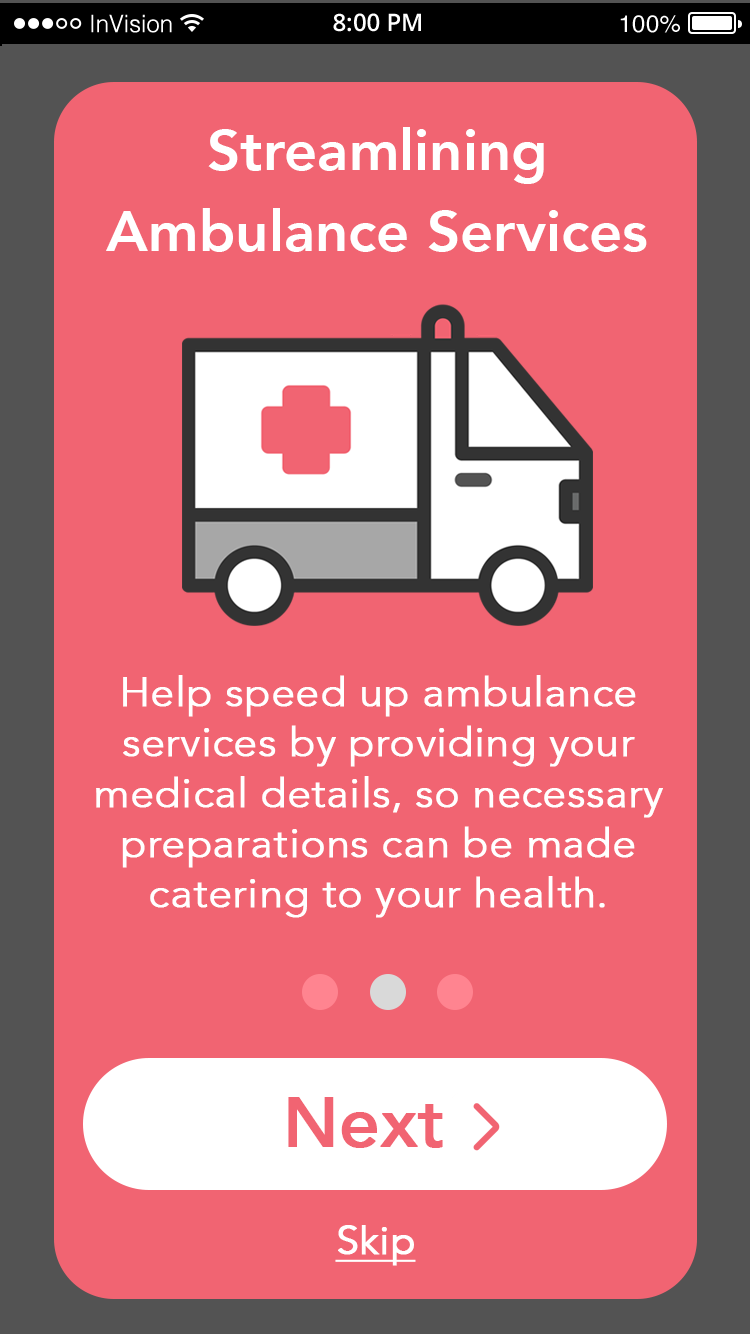 InVision 8:00 PM 100%
Streamlining
Ambulance Services
Help speed up ambulance
services by providing your
medical details, so necessary
preparations can be made
catering to your health.
Next
Skip